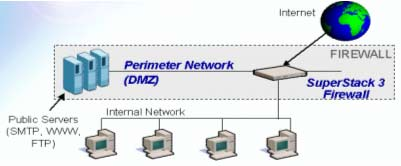 Internet
FIREWALL
Perimeter Network
(DMZ)
SuperStack 3
Firewall
Public Servers
(SMTP, WWW,
FTP)
Internal Network